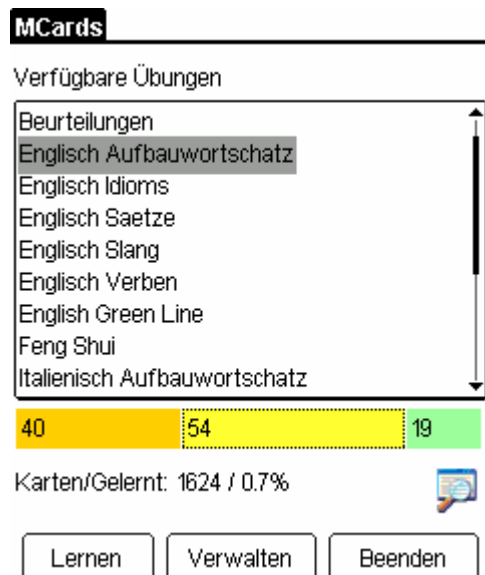 MCards
Verfügbare Übungen
Beurteilungen
Englisch Aufbauwortschatz
Englisch Idioms
Englisch Saetze
Englisch Slang
Englisch Verben
English Green Line
Feng Shui
Italienisch Aufbauwortschatz
40 54 19
Karten/Gelernt: 1624 / 0.7%
Lernen Verwalten Beenden